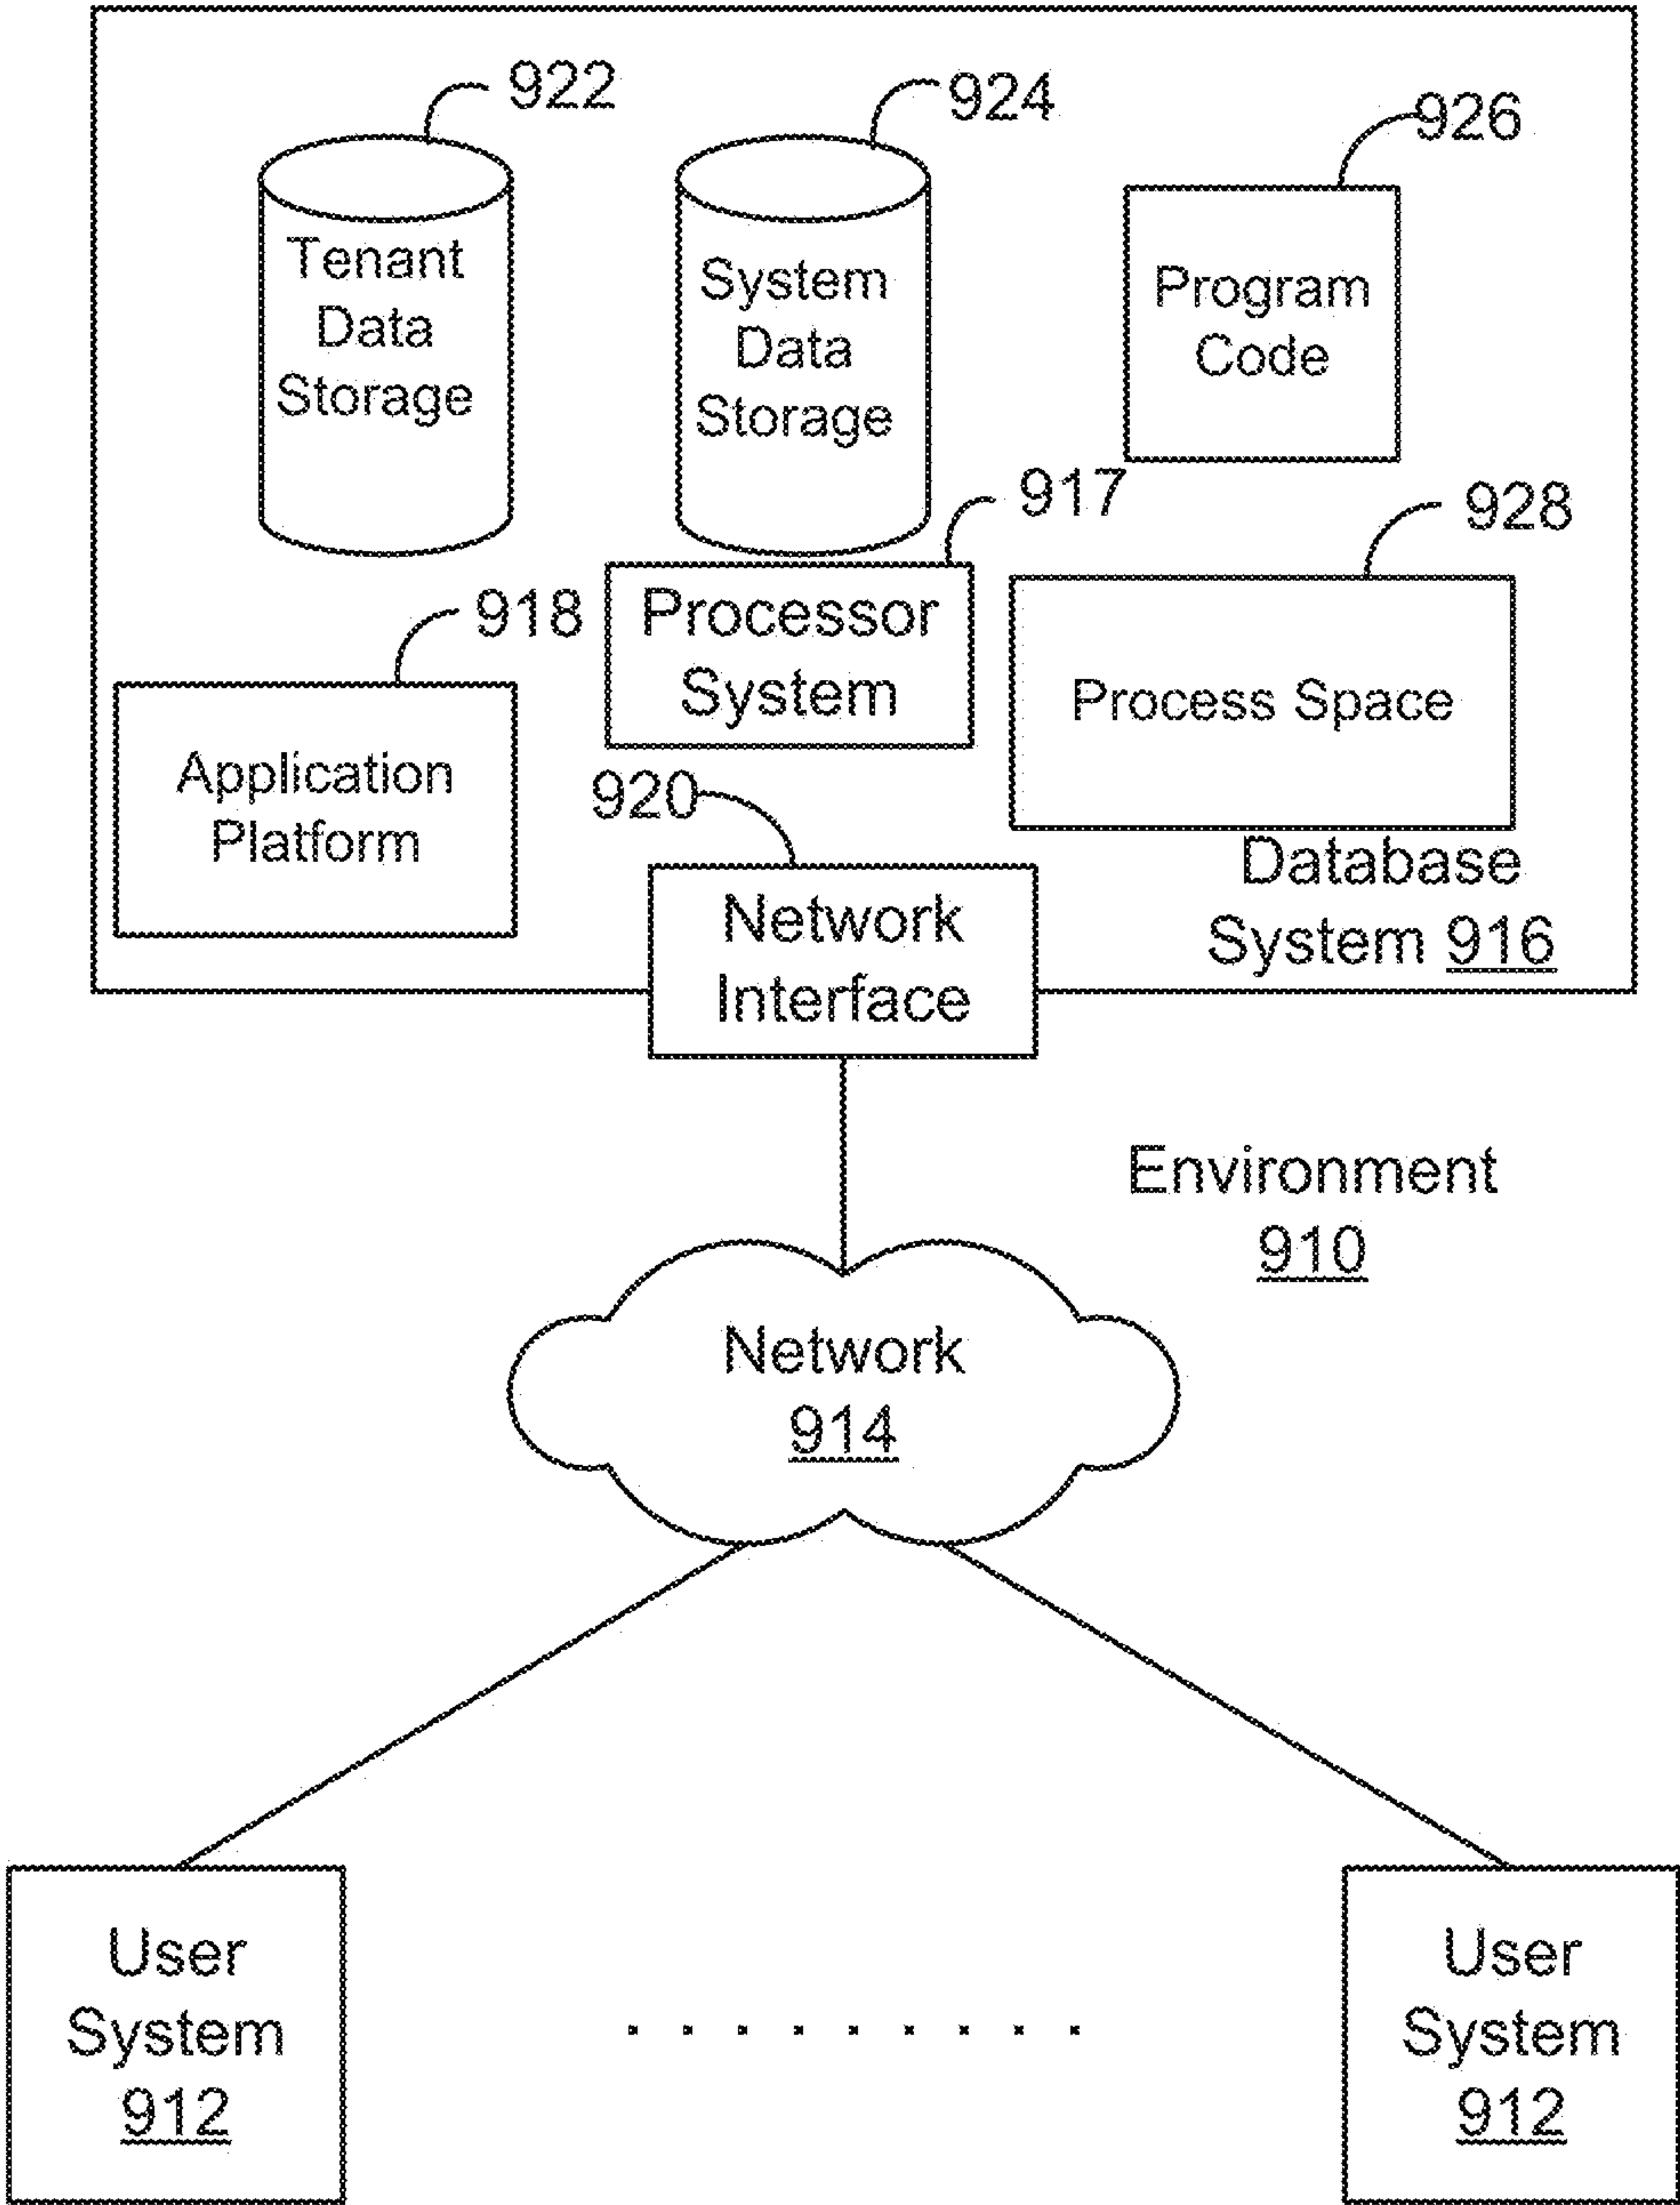 922
924
926
Tenant
Data
Storage
System
Data
Storage
Program
Code
917
928
918
Processor
System
Process Space
Application
Platform
920
Network
Interface
Database
System 916
Environment
910
Network
914
User
System
912
. . . . . . . . .
User
System
912